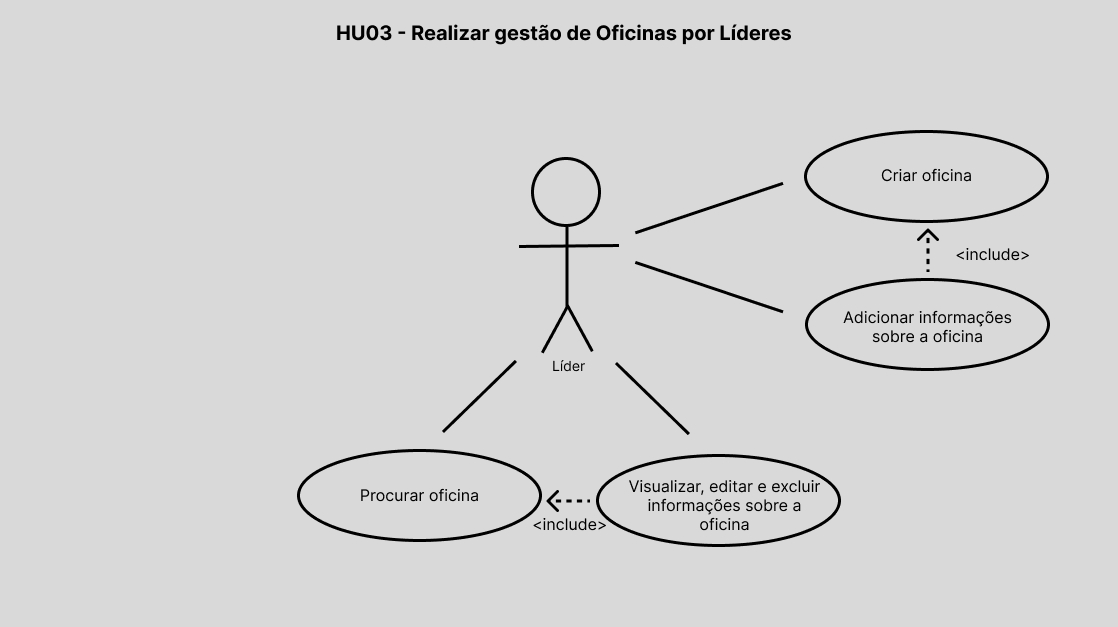 HU03 - Realizar gestão de Oficinas por Líderes
Criar oficina
<include>
Adicionar informações
sobre a oficina
Líder
Procurar oficina
<include>
Visualizar, editar e excluir
informações sobre a
oficina